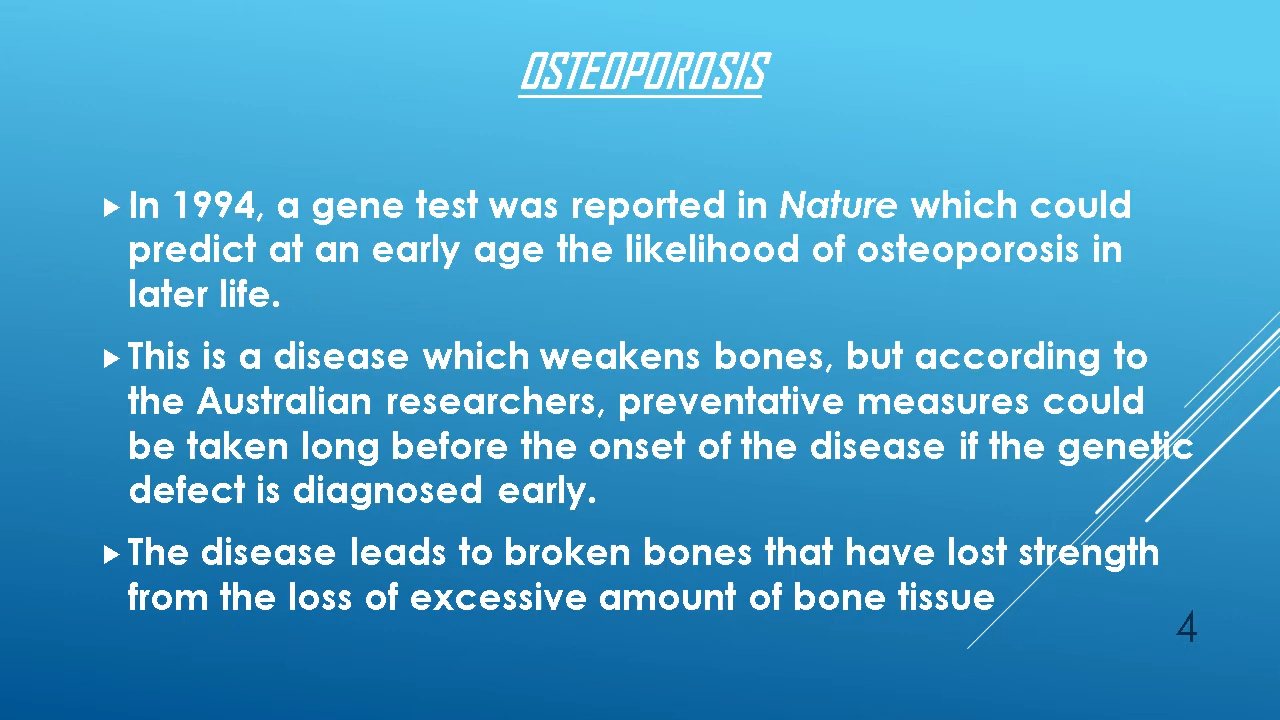 OSTEOPOROSIS
In 1994, a gene test was reported in Nature which could
predict at an early age the likelihood of osteoporosis in
later life.
This is a disease which weakens bones, but according to
the Australian researchers, preventative measures could
be taken long before the onset of the disease if the genetic
defect is diagnosed early.
The disease leads to broken bones that have lost strength
from the loss of excessive amount of bone tissue
4